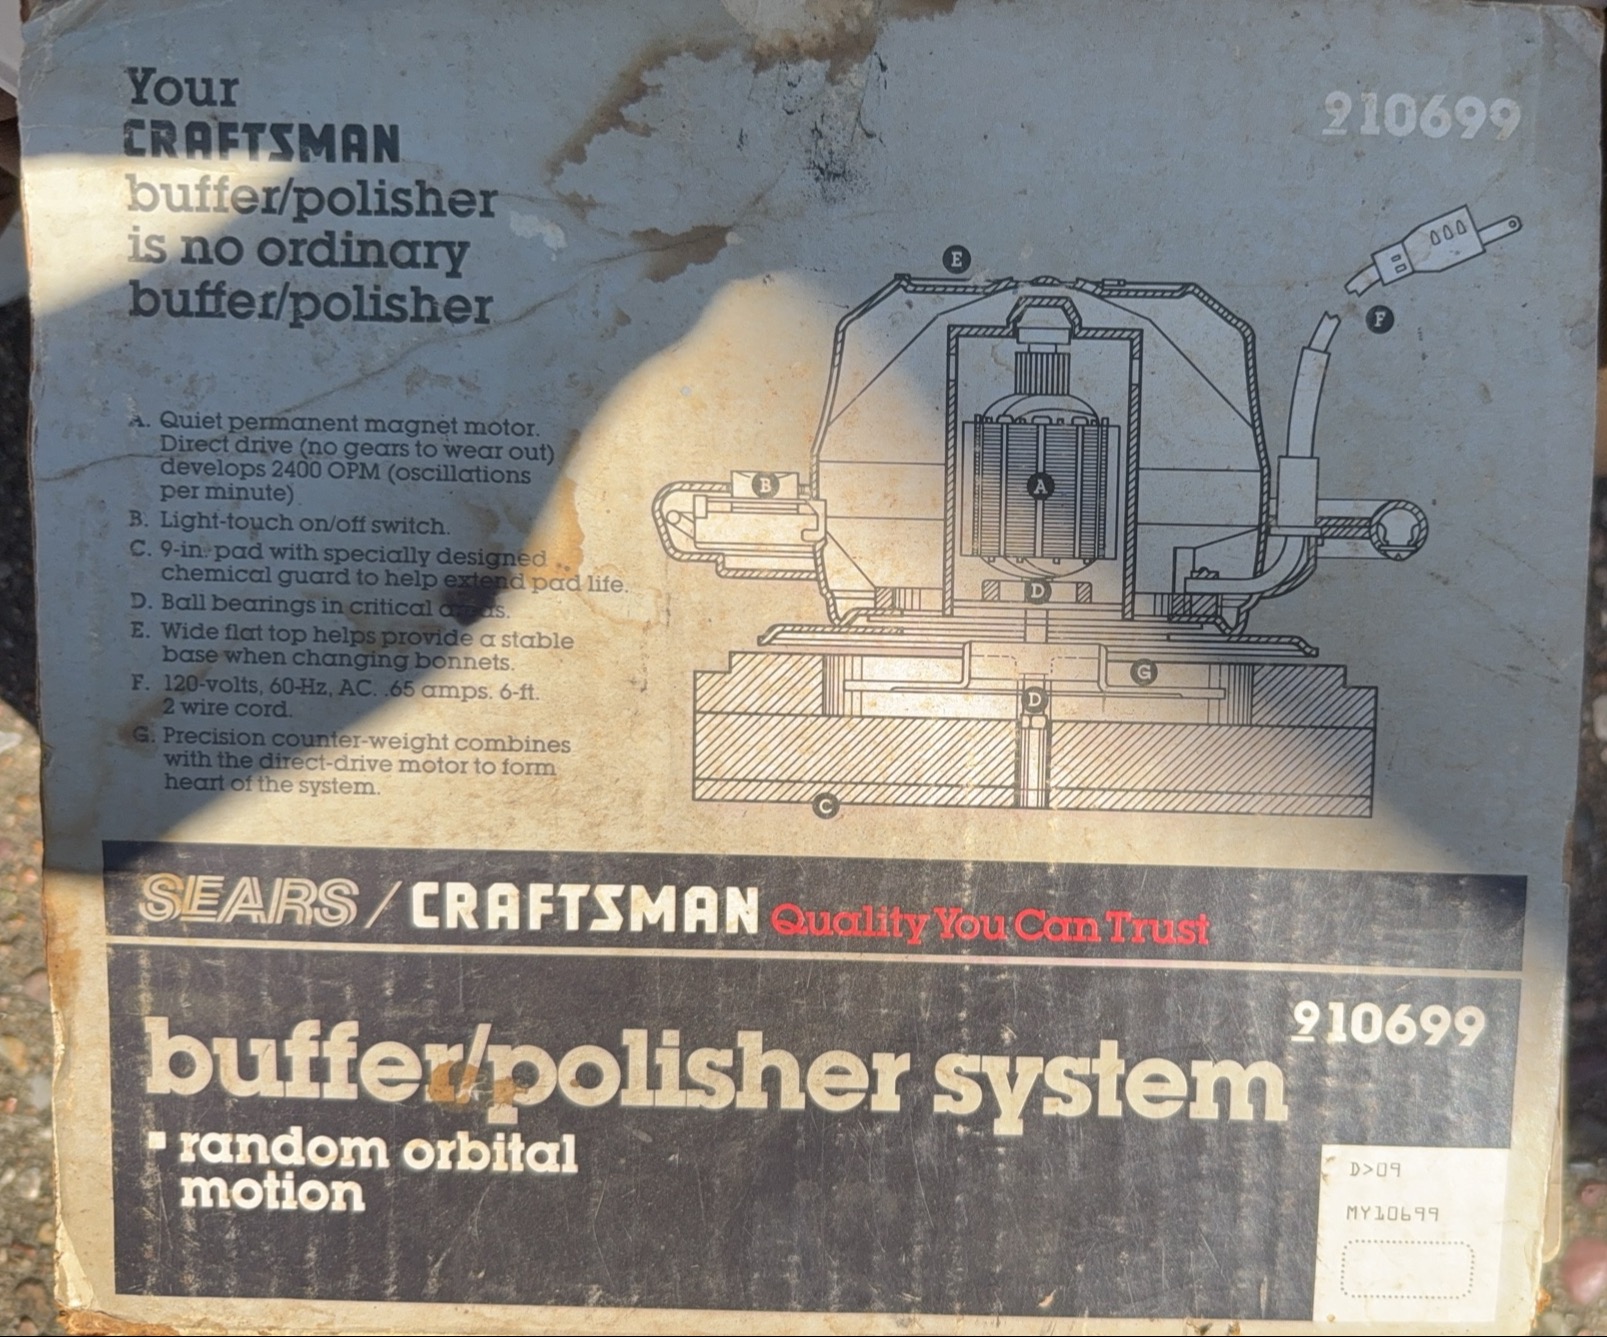 Your
CRAFTSMAN
buffer/polisher
is no ordinary
buffer/polisher
910699
A. Quiet permanent magnet motor.
Direct drive (no gears to wear out)
develops 2400 OPM (oscillations
per minute)
B. Light-touch on/off switch.
C. 9-in. pad with specially designed
chemical guard to help extend pad life.
D. Ball bearings in critical areas.
E. Wide flat top helps provide a stable
base when changing bonnets.
F. 120-volts, 60-Hz, AC. .65 amps. 6-ft.
2 wire cord.
G. Precision counter-weight combines
with the direct-drive motor to form
heart of the system.
E
F
B
A
D
G
D
C
SEARS / CRAFTSMAN Quality You Can Trust
910699
buffer/polisher system
▪ random orbital
motion
D>09
MY10699